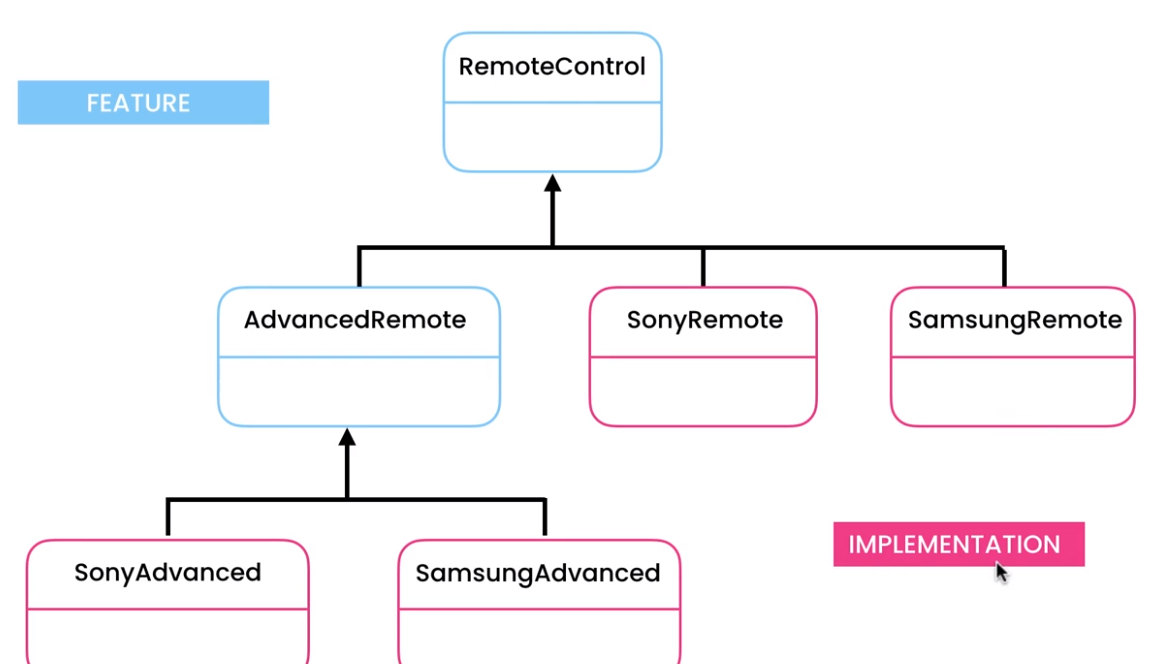 RemoteControl
FEATURE
AdvancedRemote
SonyRemote
SamsungRemote
IMPLEMENTATION
SonyAdvanced
SamsungAdvanced